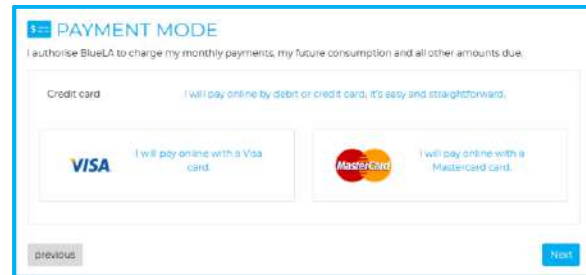 PAYMENT MODE
I authorise BlueLA to charge my monthly payments, my future consumption and all other amounts due.
Credit card I will pay online by debit or credit card, it's easy and straightforward.
VISA
I will pay online with a Visa
card.
MasterCard
I will pay online with a
Mastercard card.
previous
Next